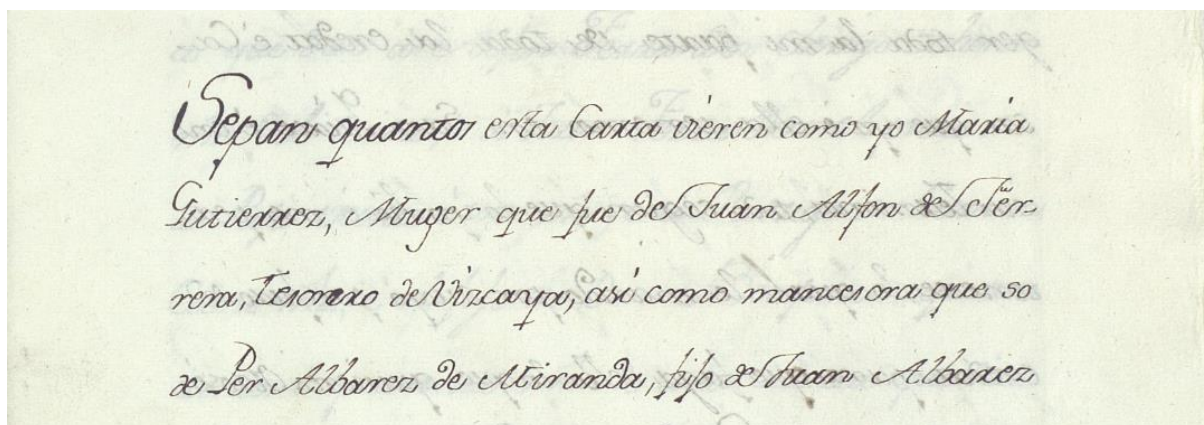 Sepan quantos esta Carta vieren como yo Maria
Gutierrez, Muger que fue de Juan Alfon de Fer-
rera, tesorero de Vizcaya, asi como mancesora que so
de Per Albarez de Miranda, fijo de Juan Albarez